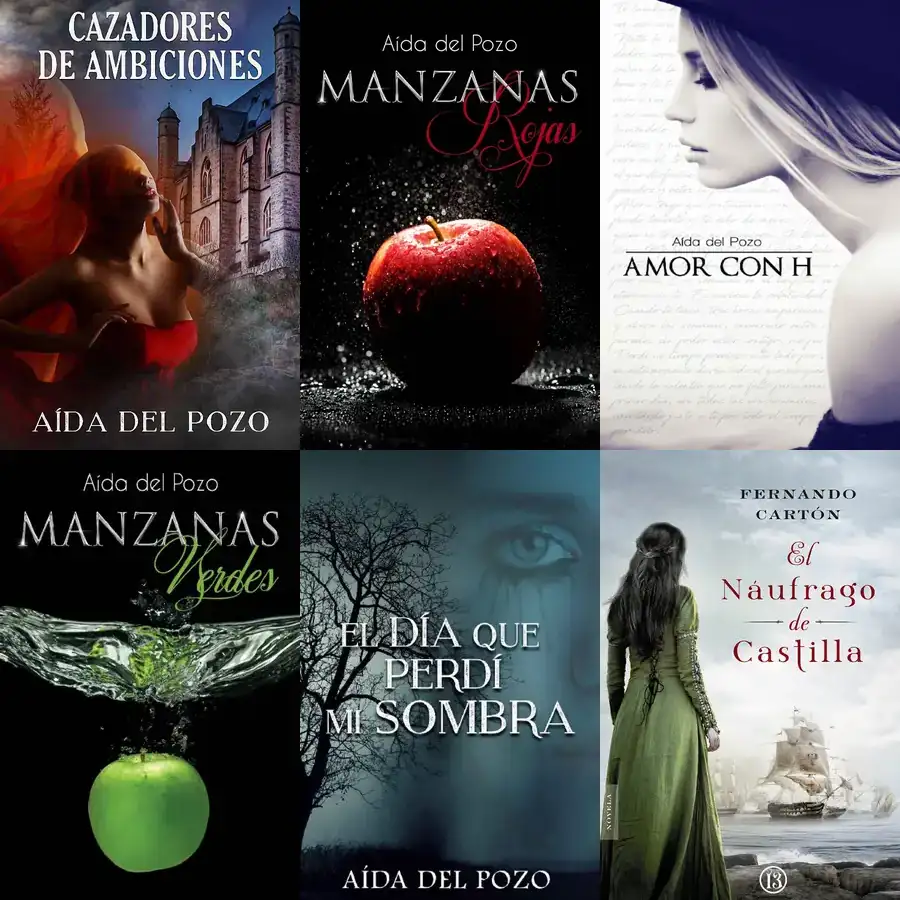 CAZADORES
DE AMBICIONES
AÍDA DEL POZO
Aída del Pozo
MANZANAS
Rojas
Aída del Pozo
AMOR CON H
Aída del Pozo
MANZANAS
Verdes
EL DÍA QUE
PERDÍ
MI SOMBRA
AÍDA DEL POZO
FERNANDO
CARTÓN
El
Náufrago
de
Castilla
NOVELA
13